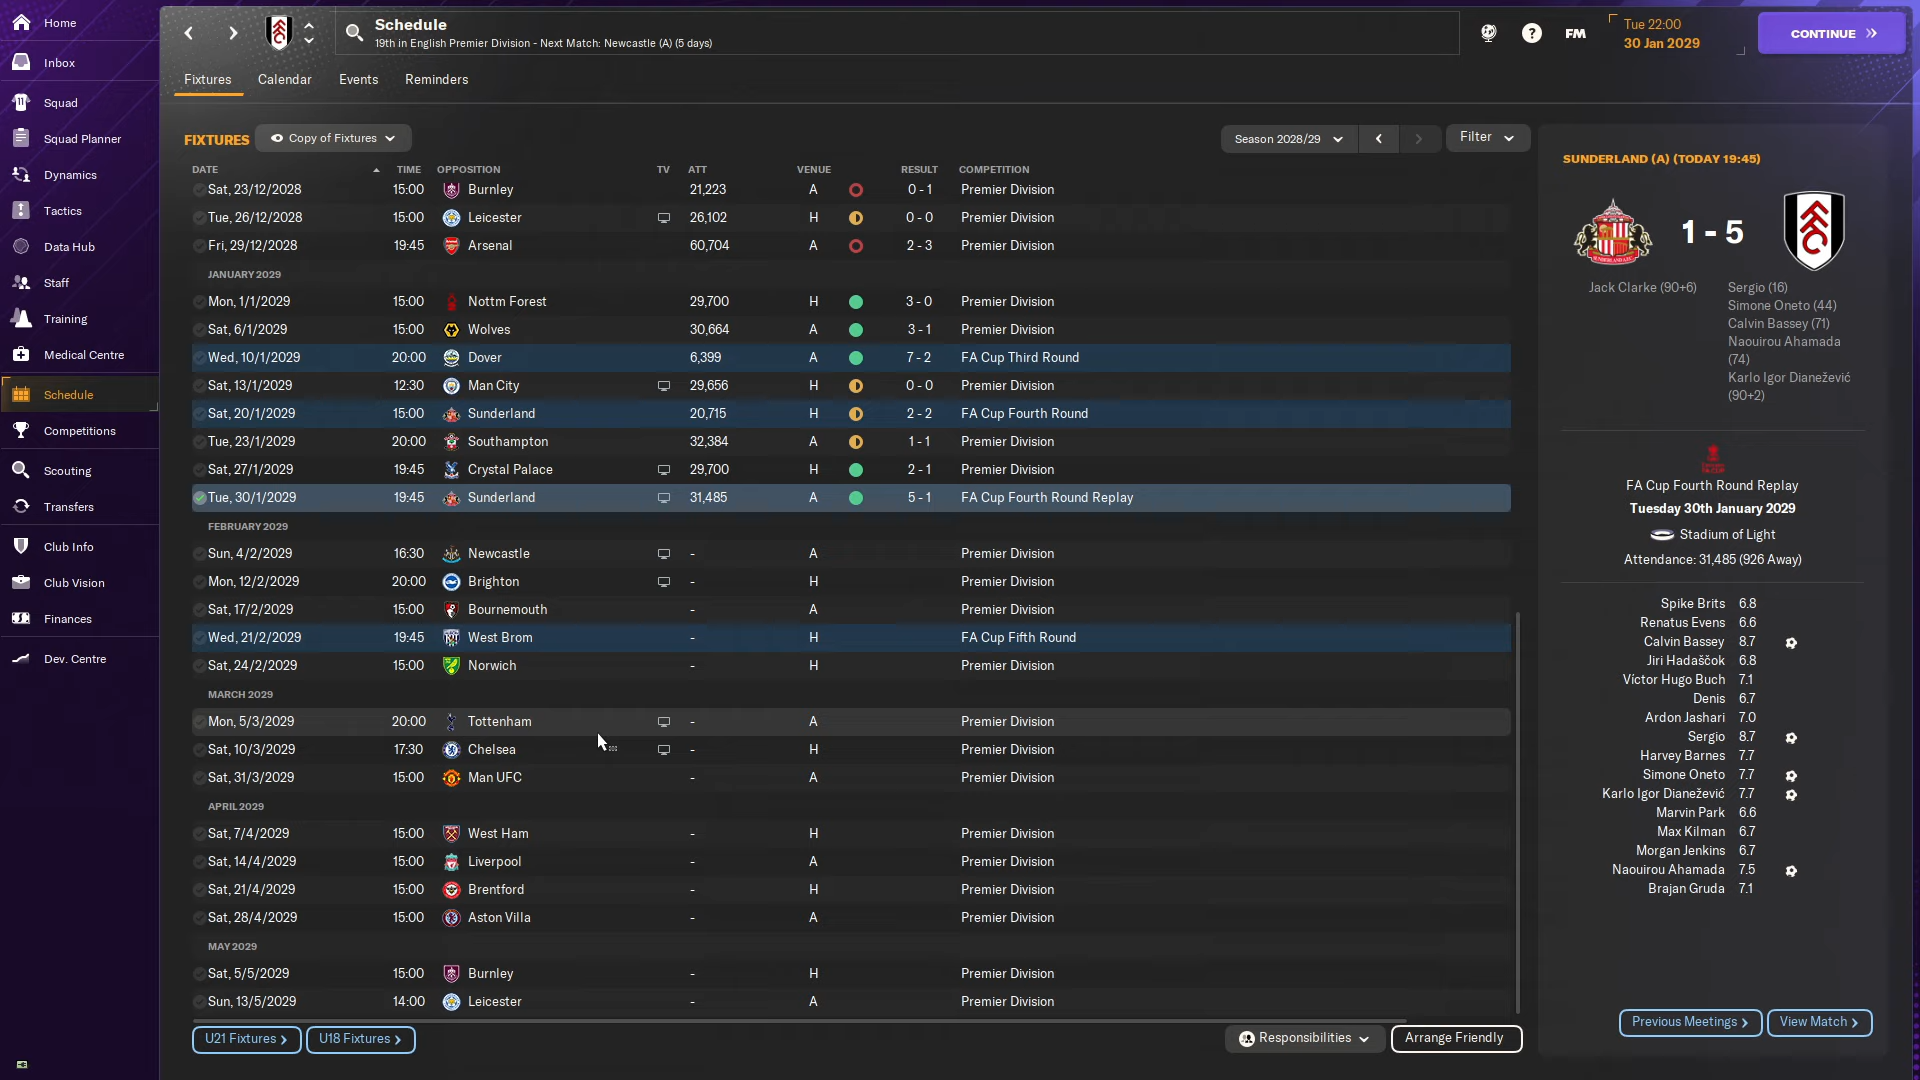 Home
Inbox
Squad
Squad Planner
Dynamics
Tactics
Data Hub
Staff
Training
Medical Centre
Schedule
Competitions
Scouting
Transfers
Club Info
Club Vision
Finances
Dev. Centre
Schedule
19th in English Premier Division - Next Match: Newcastle (A) (5 days)
FM
Tue 22:00
30 Jan 2029
CONTINUE
Fixtures Calendar Events Reminders
FIXTURES Copy of Fixtures Season 2028/29 Filter
DATE TIME OPPOSITION TV ATT VENUE RESULT COMPETITION
Sat, 23/12/2028 15:00 Burnley 21,223 A 0 - 1 Premier Division
Tue, 26/12/2028 15:00 Leicester 26,102 H 0 - 0 Premier Division
Fri, 29/12/2028 19:45 Arsenal 60,704 A 2 - 3 Premier Division
JANUARY 2029
Mon, 1/1/2029 15:00 Nottm Forest 29,700 H 3 - 0 Premier Division
Sat, 6/1/2029 15:00 Wolves 30,664 A 3 - 1 Premier Division
Wed, 10/1/2029 20:00 Dover 6,399 A 7 - 2 FA Cup Third Round
Sat, 13/1/2029 12:30 Man City 29,656 H 0 - 0 Premier Division
Sat, 20/1/2029 15:00 Sunderland 20,715 H 2 - 2 FA Cup Fourth Round
Tue, 23/1/2029 20:00 Southampton 32,384 A 1 - 1 Premier Division
Sat, 27/1/2029 19:45 Crystal Palace 29,700 H 2 - 1 Premier Division
Tue, 30/1/2029 19:45 Sunderland 31,485 A 5 - 1 FA Cup Fourth Round Replay
FEBRUARY 2029
Sun, 4/2/2029 16:30 Newcastle - A Premier Division
Mon, 12/2/2029 20:00 Brighton - H Premier Division
Sat, 17/2/2029 15:00 Bournemouth - A Premier Division
Wed, 21/2/2029 19:45 West Brom - H FA Cup Fifth Round
Sat, 24/2/2029 15:00 Norwich - H Premier Division
MARCH 2029
Mon, 5/3/2029 20:00 Tottenham - A Premier Division
Sat, 10/3/2029 17:30 Chelsea - H Premier Division
Sat, 31/3/2029 15:00 Man UFC - A Premier Division
APRIL 2029
Sat, 7/4/2029 15:00 West Ham - H Premier Division
Sat, 14/4/2029 15:00 Liverpool - A Premier Division
Sat, 21/4/2029 15:00 Brentford - H Premier Division
Sat, 28/4/2029 15:00 Aston Villa - A Premier Division
MAY 2029
Sat, 5/5/2029 15:00 Burnley - H Premier Division
Sun, 13/5/2029 14:00 Leicester - A Premier Division
U21 Fixtures U18 Fixtures Responsibilities Arrange Friendly
SUNDERLAND (A) (TODAY 19:45)
1 - 5
Jack Clarke (90+6)
Sergio (16)
Simone Oneto (44)
Calvin Bassey (71)
Naouirou Ahamada
(74)
Karlo Igor Dianežević
(90+2)
FA Cup Fourth Round Replay
Tuesday 30th January 2029
Stadium of Light
Attendance: 31,485 (926 Away)
Spike Brits 6.8
Renatus Evens 6.6
Calvin Bassey 8.7
Jiri Hadaščok 6.8
Víctor Hugo Buch 7.1
Denis 6.7
Ardon Jashari 7.0
Sergio 8.7
Harvey Barnes 7.7
Simone Oneto 7.7
Karlo Igor Dianežević 7.7
Marvin Park 6.6
Max Kilman 6.7
Morgan Jenkins 6.7
Naouirou Ahamada 7.5
Brajan Gruda 7.1
Previous Meetings View Match